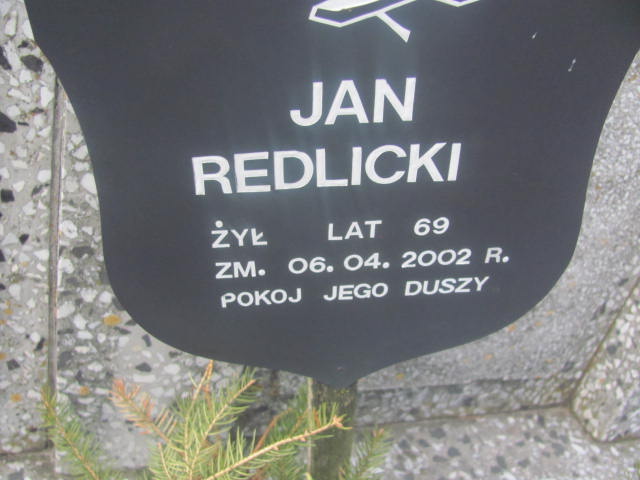 JAN
REDLICKI
ŻYŁ LAT 69
ZM. 06. 04. 2002 R.
POKOJ JEGO DUSZY